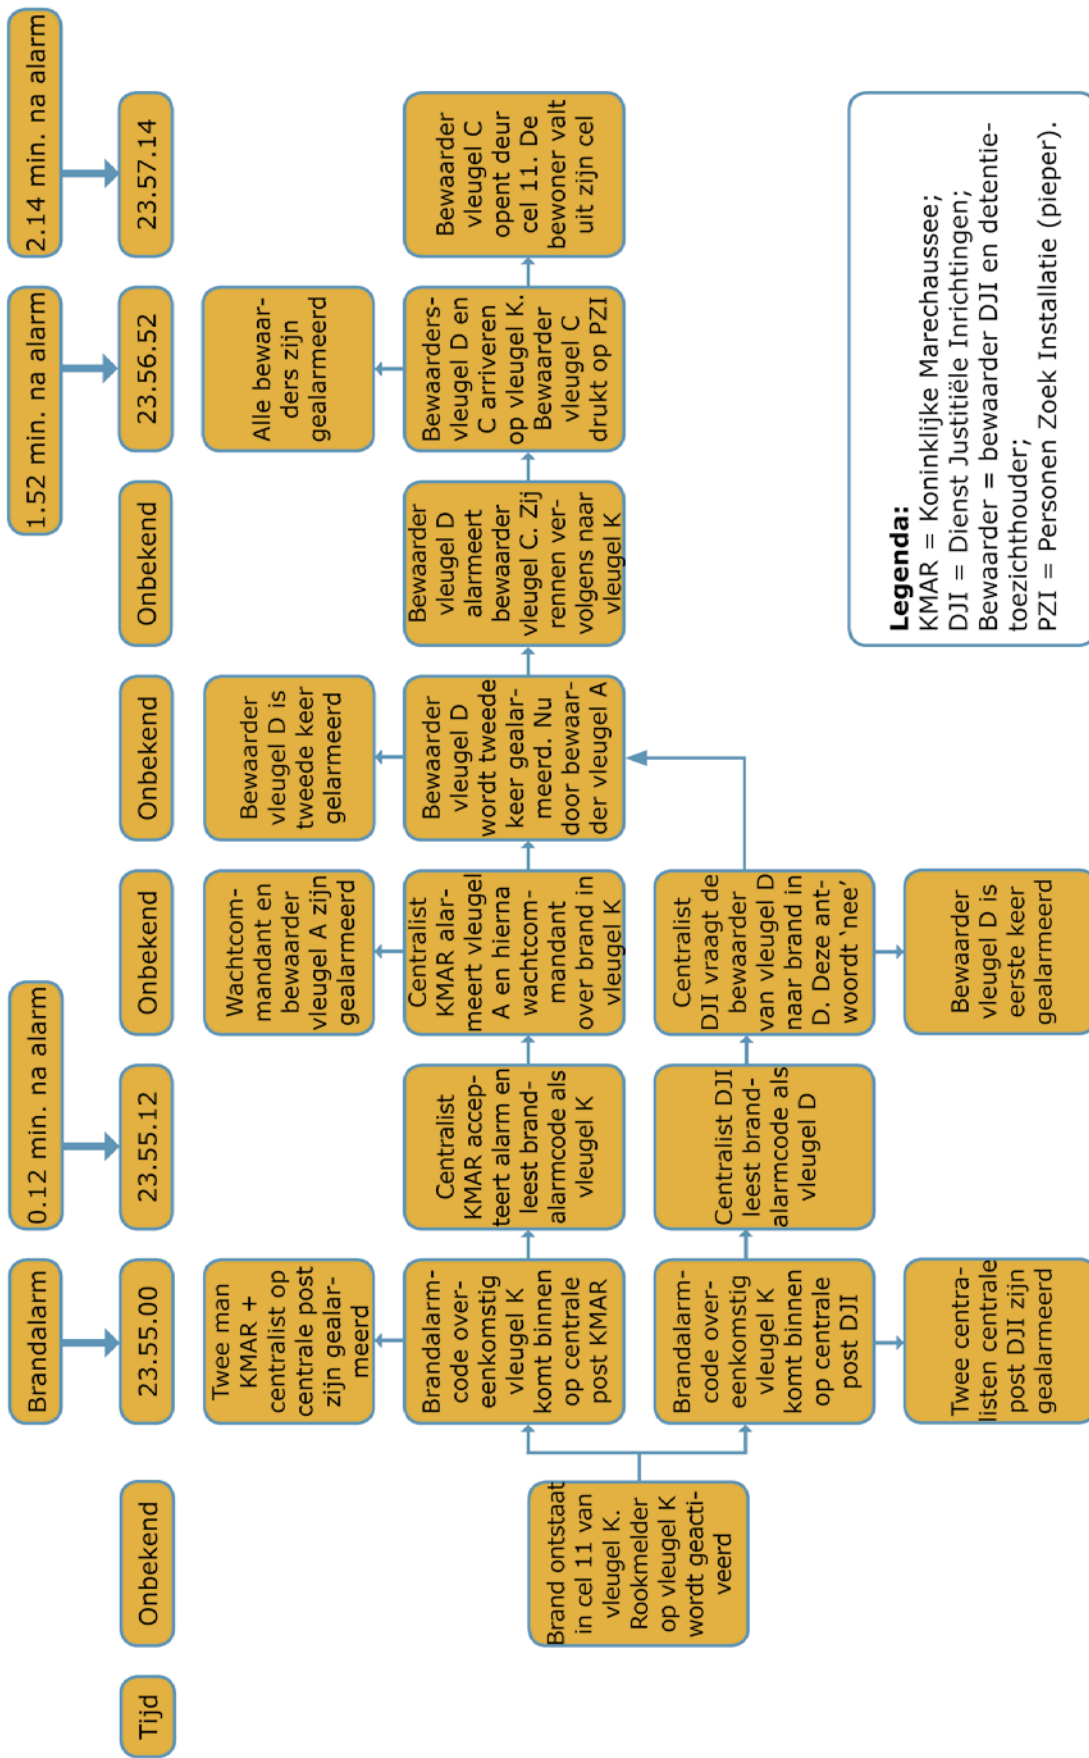 Brandalarm
0.12 min. na alarm
1.52 min. na alarm
2.14 min. na alarm
Tijd
Onbekend
23.55.00
23.55.12
Onbekend
Onbekend
Onbekend
23.56.52
23.57.14
Twee man
KMAR +
centralist op
centrale post
zijn gealar-
meerd
Wachtcom-
mandant en
bewaarder
vleugel A zijn
gealarmeerd
Bewaarder
vleugel D is
tweede keer
gelarmeerd
Alle bewaar-
ders zijn
gealarmeerd
Brand ontstaat
in cel 11 van
vleugel K.
Rookmelder
op vleugel K
wordt geacti-
veerd
Brandalarm-
code over-
eenkomstig
vleugel K
komt binnen
op centrale
post KMAR
Centralist
KMAR accep-
teert alarm en
leest brand-
alarmcode als
vleugel K
Centralist
KMAR alar-
meert vleugel
A en hierna
wachtcom-
mandant
over brand in
vleugel K
Bewaarder
vleugel D
wordt tweede
keer gealar-
meerd. Nu
door bewaar-
der vleugel A
Bewaarder
vleugel D
alarmeert
bewaarder
vleugel C. Zij
rennen ver-
volgens naar
vleugel K
Bewaarders-
vleugel D en
C arriveren
op vleugel K.
Bewaarder
vleugel C
drukt op PZI
Bewaarder
vleugel C
opent deur
cel 11. De
bewoner valt
uit zijn cel
Brandalarm-
code over-
eenkomstig
vleugel K
komt binnen
op centrale
post DJI
Centralist DJI
leest brand-
alarmcode als
vleugel D
Centralist
DJI vraagt de
bewaarder
van vleugel D
naar brand in
D. Deze ant-
woordt ‘nee’
Twee centra-
listen centrale
post DJI zijn
gealarmeerd
Bewaarder
vleugel D is
eerste keer
gealarmeerd
Legenda:
KMAR = Koninklijke Marechaussee;
DJI = Dienst Justitiële Inrichtingen;
Bewaarder = bewaarder DJI en detentie-
toezichthouder;
PZI = Personen Zoek Installatie (pieper).